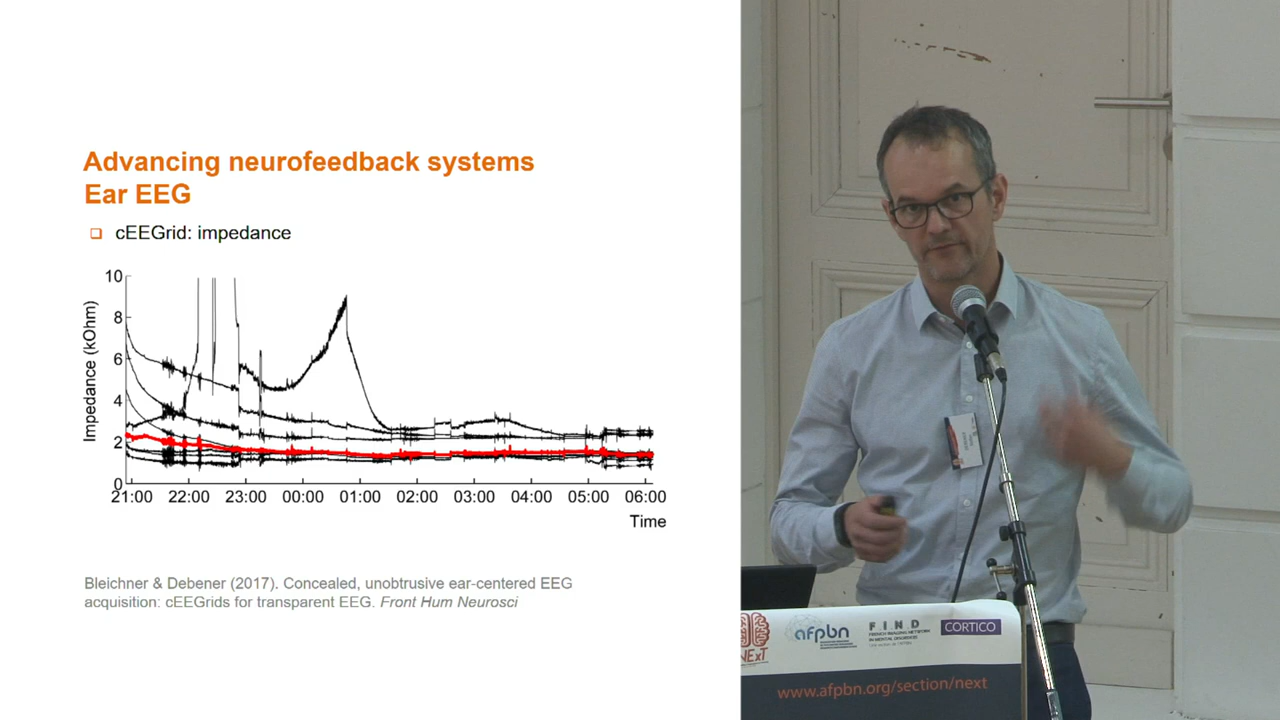 Advancing neurofeedback systems
Ear EEG
cEEGrid: impedance
Impedance (kOhm)
10
8
6
4
2
0
21:00 22:00 23:00 00:00 01:00 02:00 03:00 04:00 05:00 06:00
Time
Bleichner & Debener (2017). Concealed, unobtrusive ear-centered EEG
acquisition: cEEGrids for transparent EEG. Front Hum Neurosci
NExT
afpbn
FIND
FRENCH IMAGING NETWORK
IN MENTAL DISORDERS
CORTICO
www.afpbn.org/section/next